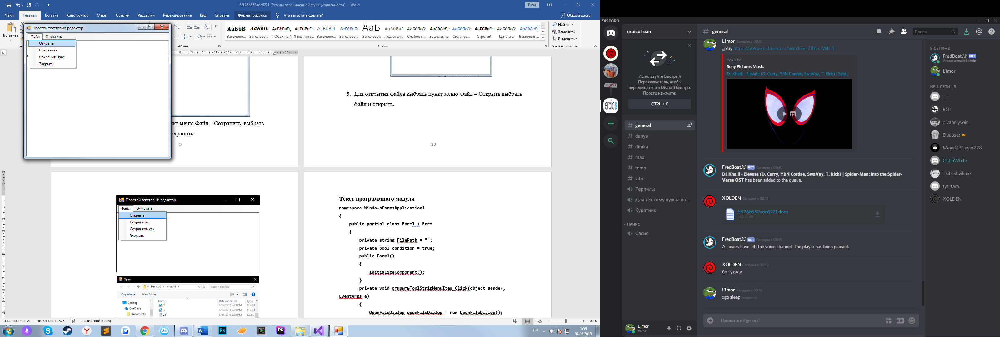 6f126b552ade6221 [Режим ограниченной функциональности] - Word
Вход
Файл
Главная
Вставка
Конструктор
Макет
Ссылки
Рассылки
Рецензирование
Вид
Справка
Формат рисунка
Что вы хотите сделать?
Общий доступ
Вставить
АаБбВ
АаБбВв
АаБбВвГг,
АаБбВвГг,
АаБбВвГ
АаБбВвГг,
АаБ
АаБбВвГ
АаБбВвГг
АаБбВвГг
АаБбВвГг
АаБбВвГг,
АаБбВвГг
АаБбВвГг
Заголово...
Заголово...
¶ Обычный
¶ Без инте...
Заголово...
Заголово...
Заголовок
Подзагол...
Слабое в...
Выделение
Сильное...
Строгий
Цитата 2
Выделенн...
Найти
Заменить
Выделить
Абзац
Стили
Редактирование
Простой текстовый редактор
Файл
Очистить
Открыть
Сохранить
Сохранить как
Закрыть
нкт меню Файл – Сохранить, выбрать
охранить.
9
5. Для открытия файла выбрать пункт меню Файл – Открыть выбрать
файл и открыть.
10
Простой текстовый редактор
Файл
Очистить
Открыть
Сохранить
Сохранить как
Закрыть
Open
« Desktop › android ›
Search android
Organize
New folder
Desktop
OneDrive
Documents
Name
Date modified
Type
3
5/17/2019 6:59 PM
JPG Fil
4
5/17/2019 6:59 PM
JPG Fil
21
5/31/2019 5:08 PM
Text D
Текст программного модуля
namespace WindowsFormsApplication1
{
public partial class Form1 : Form
{
private string FilePath = "";
private bool condition = true;
public Form1()
{
InitializeComponent();
}
private void открытьToolStripMenuItem_Click(object sender,
EventArgs e)
{
OpenFileDialog openFileDialog = new OpenFileDialog();
Страница 9 из 21
Число слов: 1325
английский (США)
100 %
24
RU
1:59
04.06.2019
DISCORD
erpicoTeam
Используйте Быстрый
Переключатель, чтобы
перемещаться в Discord быстро.
Просто нажмите:
CTRL + K
erpico
# general
# danya
# dimka
# max
# tema
# vita
Терпилы
Для тех кому нужна по...
Курятник
ПАНИС
Сасис
L1mor
#4898
# general
Поиск
L1mor Сегодня в 00:10
;;play https://www.youtube.com/watch?v=ZBYrxJMiLL0
YouTube
Sony Pictures Music
DJ Khalil - Elevate (D. Curry, YBN Cordae, SwaVay, T. Rich) | Spid...
FredBoat♪♪ BOT Сегодня в 00:10
DJ Khalil - Elevate (D. Curry, YBN Cordae, SwaVay, T. Rich) | Spider-Man: Into the Spider-
Verse OST has been added to the queue.
XOLDEN Сегодня в 00:13
6f126b552ade6221.docx
266.31 KB
FredBoat♪♪ BOT Сегодня в 00:19
All users have left the voice channel. The player has been paused.
XOLDEN Сегодня в 00:19
бот ухади
L1mor Сегодня в 00:19
;;go sleep (изменено)
Написать в #general
GIF
В СЕТИ—2
FredBoat♪♪ BOT
Играет в music | ;;help
L1mor
НЕ В СЕТИ—9
-_-
BOT
divanniyvoin
Dudoser
MegaOPSlayer228
OstinWhite
Tsitsishvilinax
tyt_tam
XOLDEN